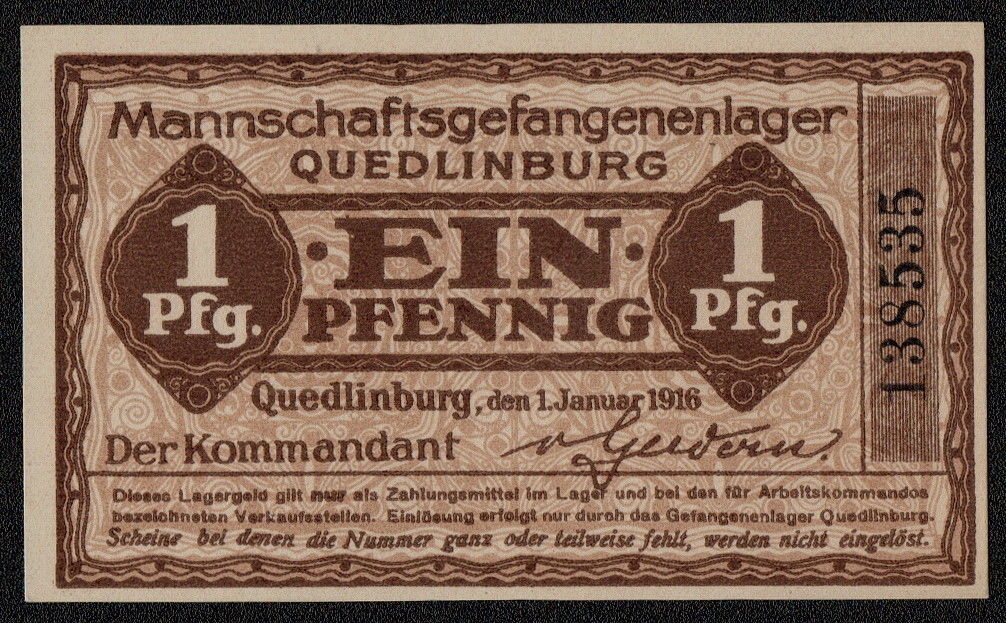 Mannschaftsgefangenenlager
QUEDLINBURG
1 Pfg.
· EIN ·
PFENNIG
1 Pfg.
138535
Quedlinburg, den 1. Januar 1916
Der Kommandant
Dieses Lagergeld gilt nur als Zahlungsmittel im Lager und bei den für Arbeitskommandos
bezeichneten Verkaufsstellen. Einlösung erfolgt nur durch das Gefangenenlager Quedlinburg.
Scheine bei denen die Nummer ganz oder teilweise fehlt, werden nicht eingelöst.